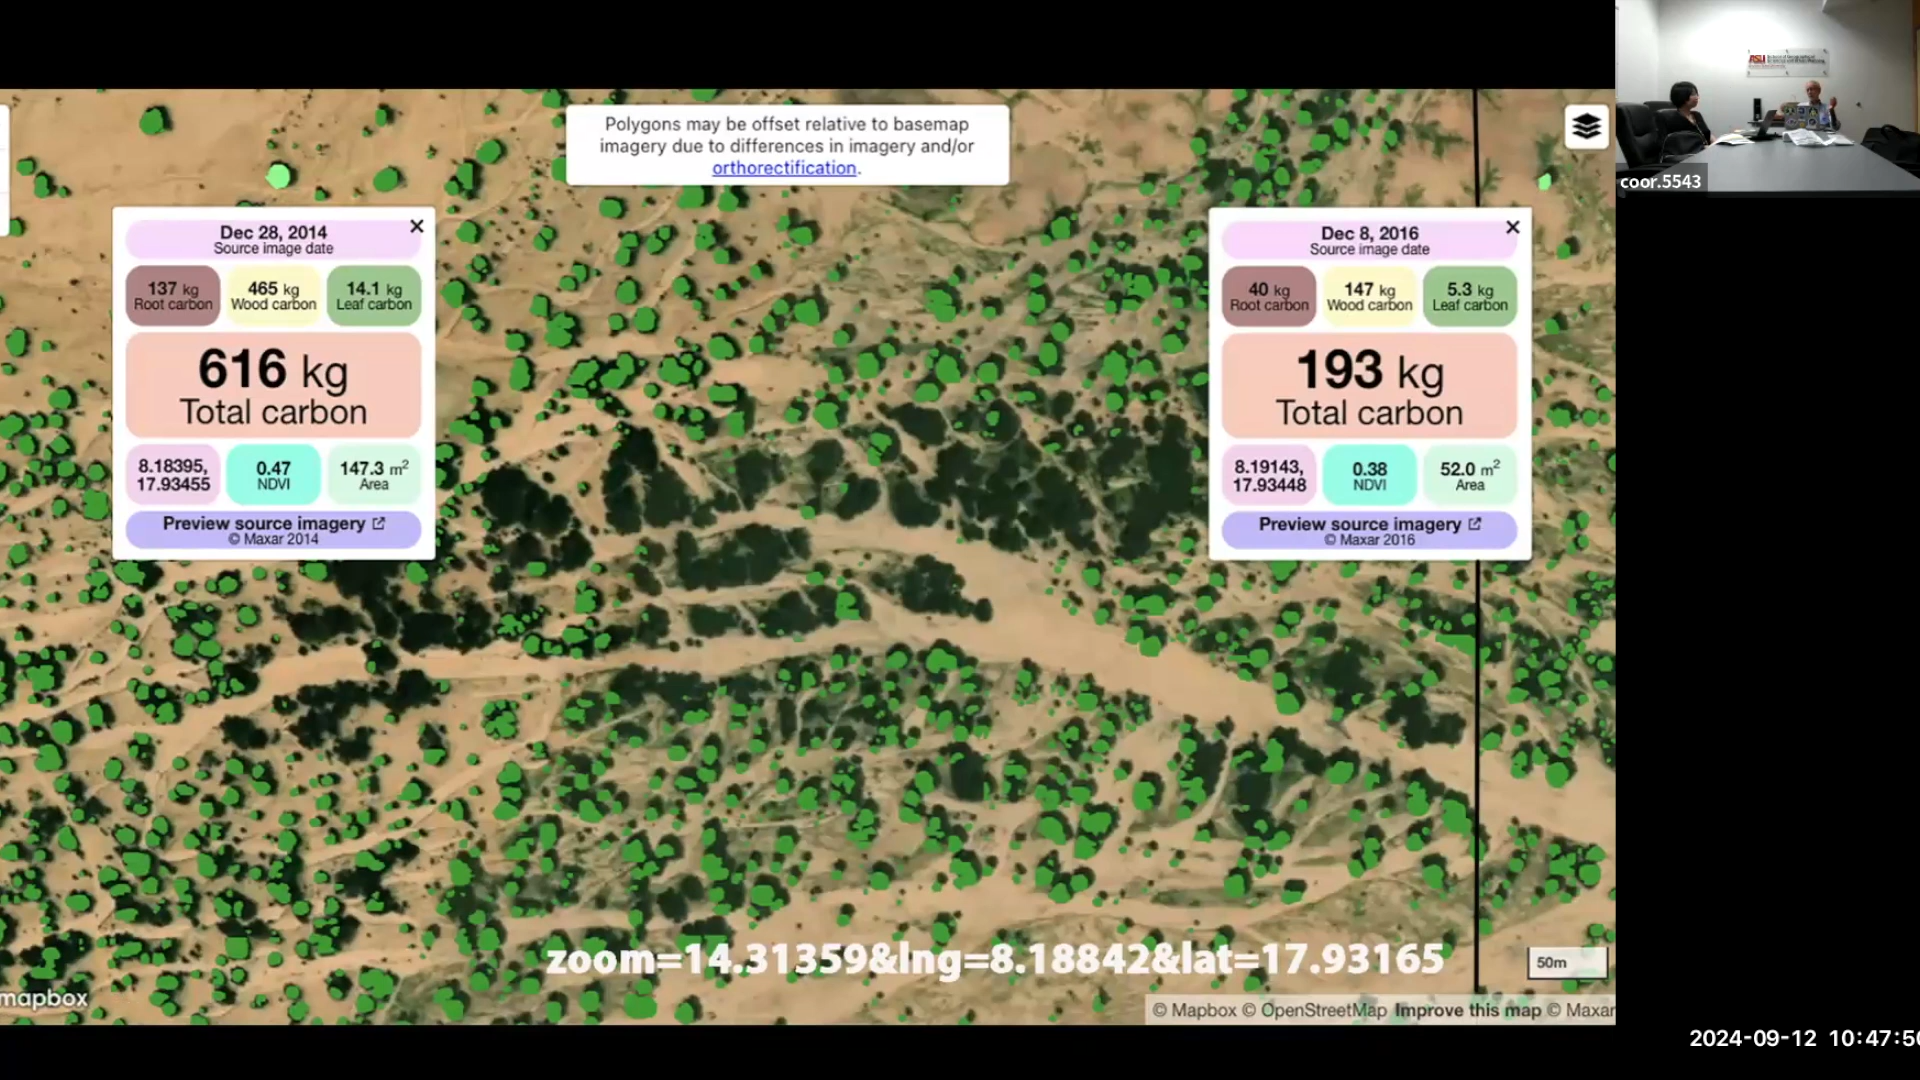 Polygons may be offset relative to basemap
imagery due to differences in imagery and/or
orthorectification.
Dec 28, 2014
Source image date
137 kg
Root carbon
465 kg
Wood carbon
14.1 kg
Leaf carbon
616 kg
Total carbon
8.18395,
17.93455
0.47
NDVI
147.3 m²
Area
Preview source imagery
© Maxar 2014
Dec 8, 2016
Source image date
40 kg
Root carbon
147 kg
Wood carbon
5.3 kg
Leaf carbon
193 kg
Total carbon
8.19143,
17.93448
0.38
NDVI
52.0 m²
Area
Preview source imagery
© Maxar 2016
ASU
coor.5543
zoom=14.31359&lng=8.18842&lat=17.93165
50m
mapbox
© Mapbox © OpenStreetMap Improve this map © Maxar
2024-09-12 10:47:50